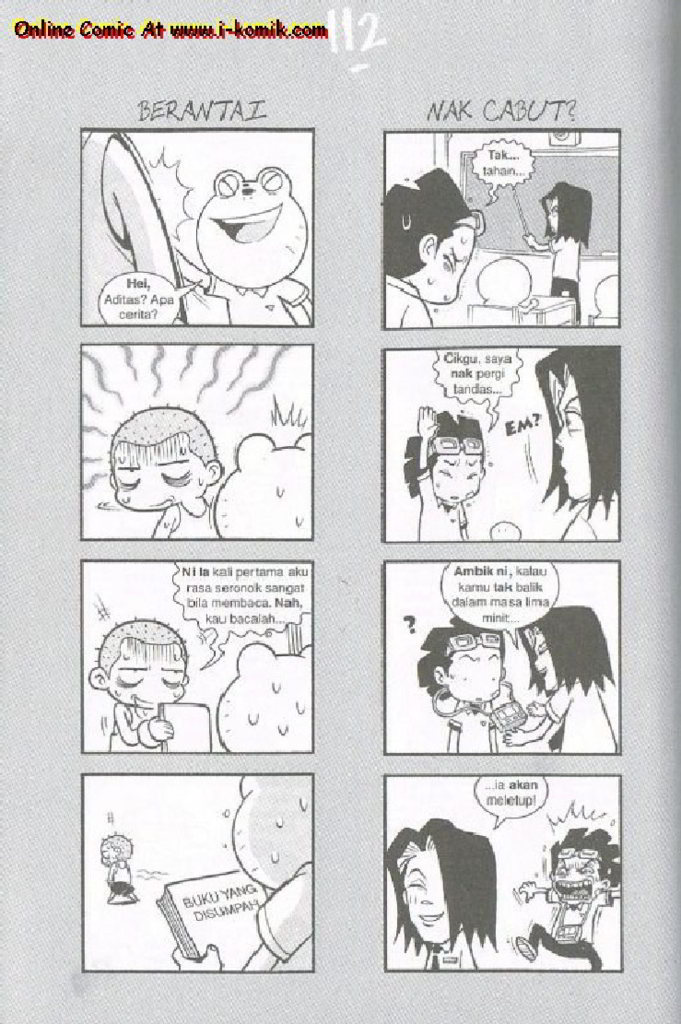 Online Comic At www.i-komik.com
112
BERANTAI
Hei,
Aditas? Apa
cerita?
Ni la kali pertama aku
rasa seronok sangat
bila membaca. Nah,
kau bacalah...
BUKU YANG
DISUMPAH
NAK CABUT?
Tak....
tahan...
Cikgu, saya
nak pergi
tandas...
EM?
?
Ambik ni, kalau
kamu tak balik
dalam masa lima
minit...
...ia akan
meletup!